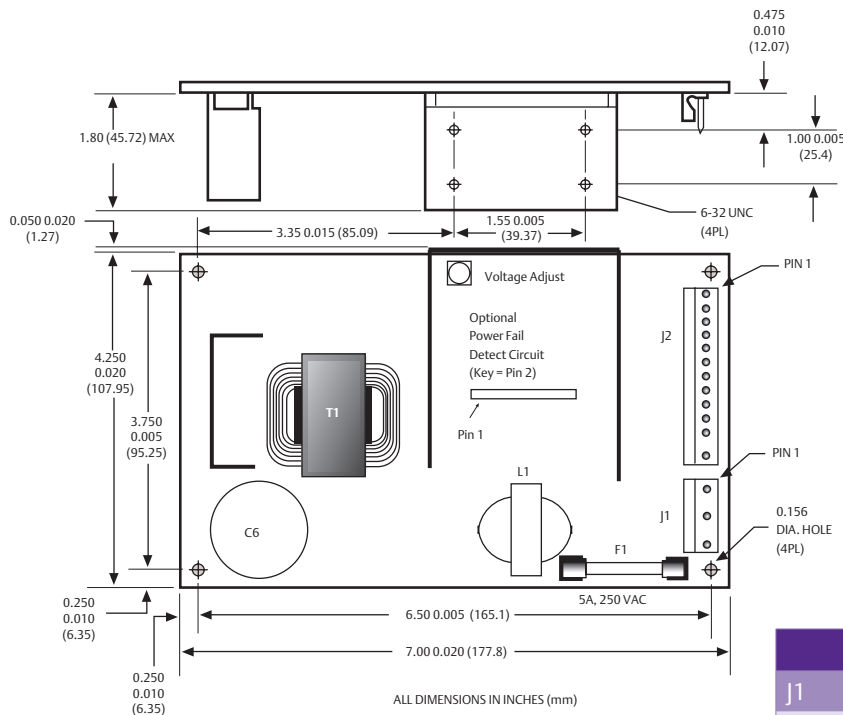 0.475
0.010
(12.07)
1.80 (45.72) MAX
1.00 0.005
(25.4)
6-32 UNC
(4PL)
0.050 0.020
(1.27)
3.35 0.015 (85.09)
1.55 0.005
(39.37)
PIN 1
Voltage Adjust
Optional
Power Fail
Detect Circuit
(Key = Pin 2)
J2
4.250
0.020
(107.95)
T1
3.750
0.005
(95.25)
Pin 1
PIN 1
L1
J1
0.156
DIA. HOLE
(4PL)
C6
F1
5A, 250 VAC
0.250
0.010
(6.35)
6.50 0.005 (165.1)
7.00 0.020 (177.8)
0.250
0.010
(6.35)
ALL DIMENSIONS IN INCHES (mm)
J1